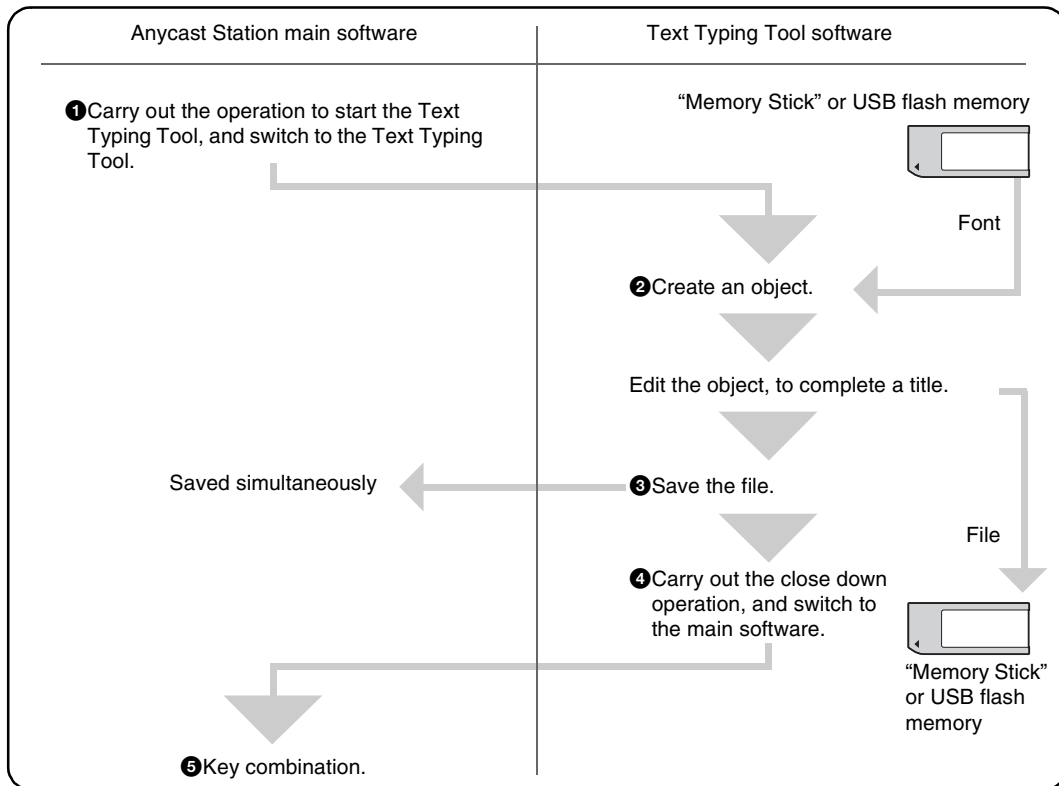 Anycast Station main software
Text Typing Tool software
❶Carry out the operation to start the Text
Typing Tool, and switch to the Text Typing
Tool.
“Memory Stick” or USB flash memory
Font
❷Create an object.
Edit the object, to complete a title.
Saved simultaneously
❸Save the file.
File
❹Carry out the close down
operation, and switch to
the main software.
“Memory Stick”
or USB flash
memory
❺Key combination.